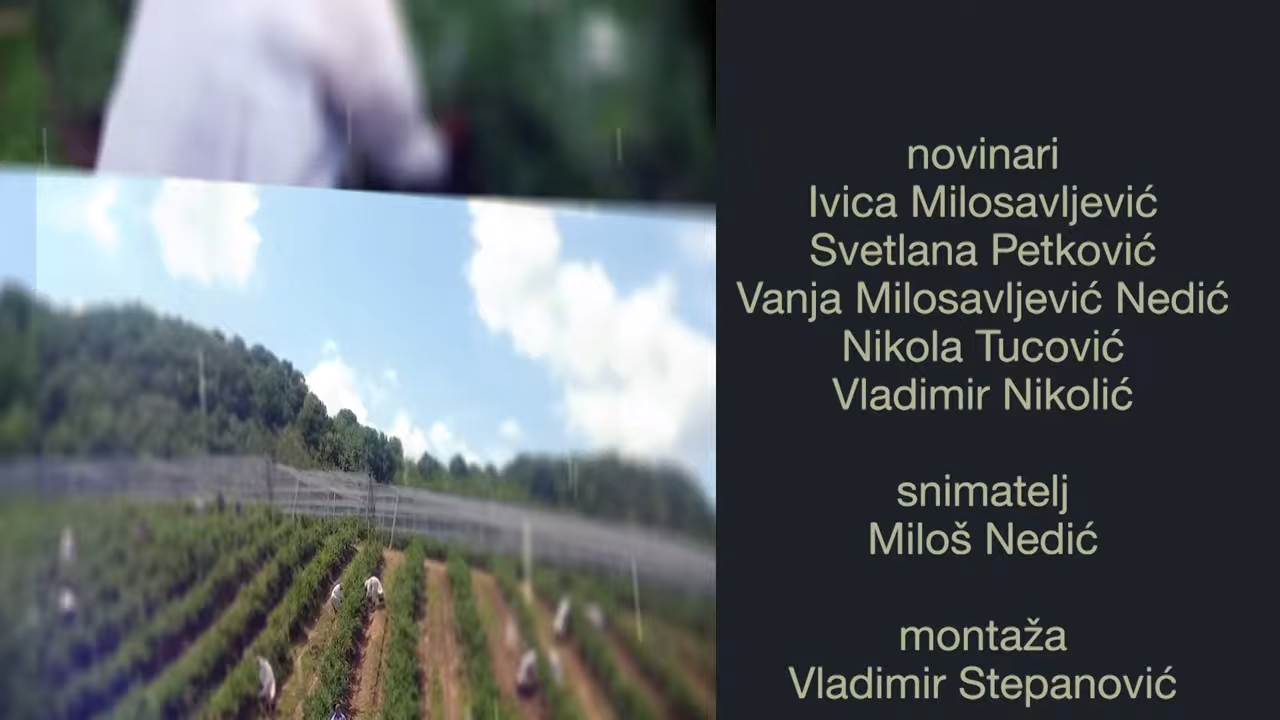 novinari
Ivica Milosavljević
Svetlana Petković
Vanja Milosavljević Nedić
Nikola Tucović
Vladimir Nikolić
snimatelj
Miloš Nedić
montaža
Vladimir Stepanović